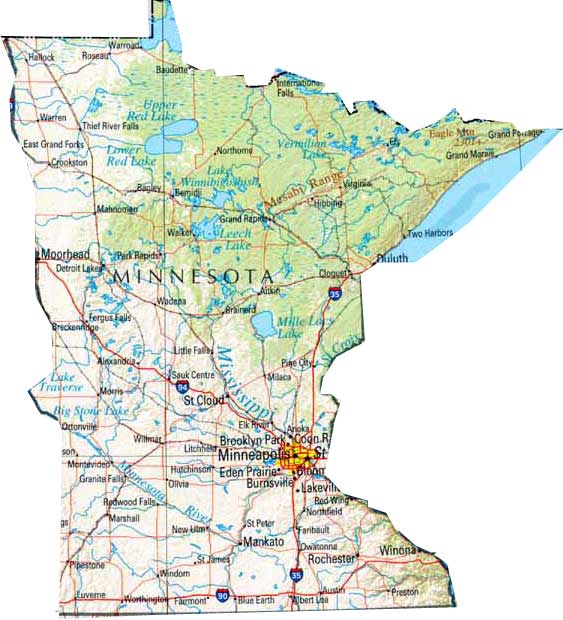 Warroad
Roseau
Hallock
Baudette
International
Falls
Upper
Red Lake
Warren
Thief River Falls
Ely
Eagle Mtn
2301
Grand Portage
East Grand Forks
Crookston
Lower
Red Lake
Northome
Vermilion
Lake
Grand Marais
Lake
Winnibigoshish
Mesabi Range
Virginia
Bagley
Bemidji
Hibbing
Mahnomen
Grand Rapids
Walker
Leech
Lake
Two Harbors
Moorhead
Park Rapids
Duluth
Detroit Lakes
MINNESOTA
Cloquet
Aitkin
35
Wadena
Brainerd
Fergus Falls
Breckenridge
Mille Lacs
Lake
Little Falls
Mississippi
St Croix
Alexandria
Pine City
Sauk Centre
Milaca
Lake
Traverse
94
Morris
St Cloud
Big Stone Lake
Ortonville
Elk River
Anoka
Willmar
Brooklyn Park
Coon R
Litchfield
son
Minneapolis
St
Montevideo
Minnesota River
Hutchinson
Eden Prairie
Bloon
Granite Falls
Olivia
Burnsville
Lakevil
Redwood Falls
Red Wing
Northfield
gs
Marshall
New Ulm
St Peter
Faribault
Mankato
Owatonna
Winona
Rochester
Pipestone
St James
Windom
35
Luverne
Worthington
Fairmont
90
Blue Earth
Albert Lea
Austin
Preston